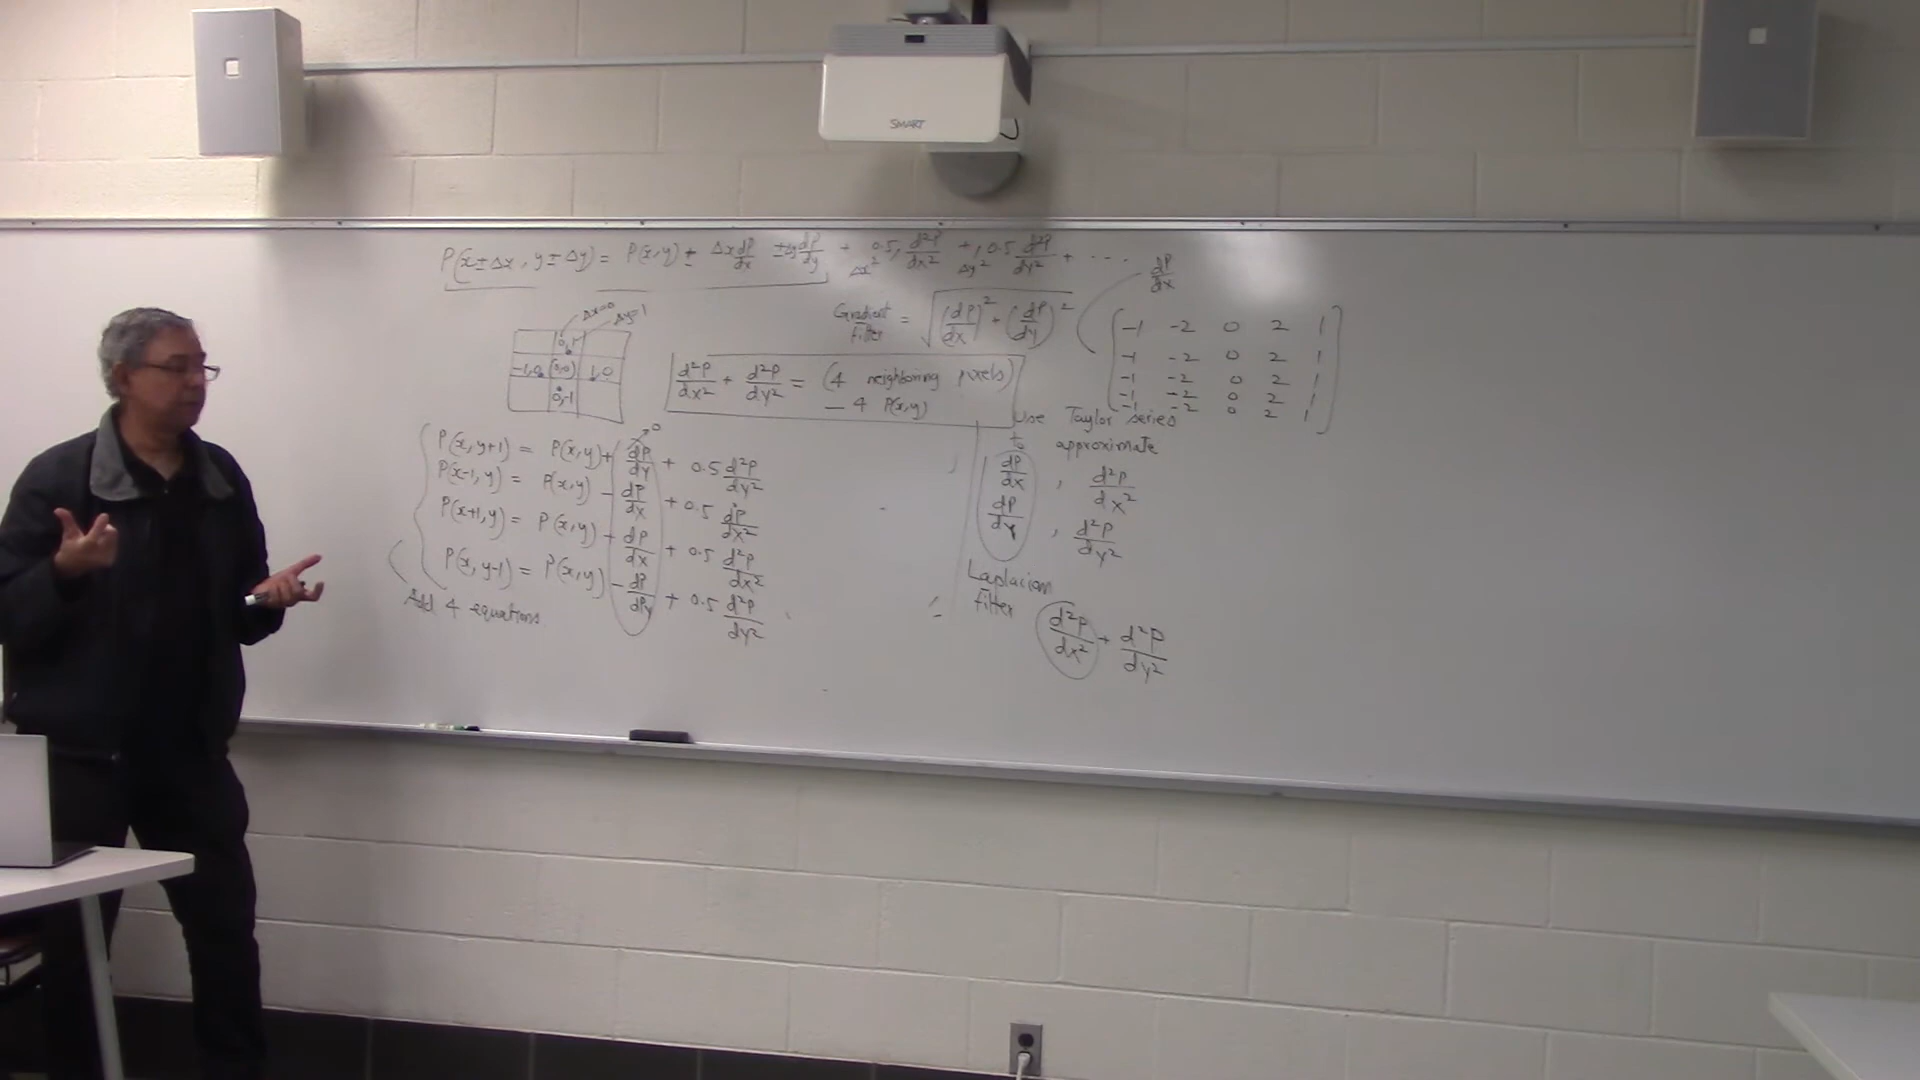 SMART
P(x±Δx, y±Δy) = P(x,y) ± Δx dP/dx ±Δy dP/dy + 0.5 Δx² d²P/dx² + 0.5 Δy² d²P/dy² + ...
dP/dx
Δx=0 Δy=1
0,1
-1,0 (0,0) 1,0
0,-1
Gradient Filter = √((dP/dx)² + (dP/dy)²)
[-1 -2 0 2 1
-1 -2 0 2 1
-1 -2 0 2 1
-1 -2 0 2 1
-1 -2 0 2 1]
d²P/dx² + d²P/dy² = (4 neighboring pixels)
- 4 P(x,y)
P(x, y+1) = P(x,y) + dP/dy + 0.5 d²P/dy²
0
P(x-1, y) = P(x,y) - dP/dx + 0.5 d²P/dx²
P(x+1, y) = P(x,y) + dP/dx + 0.5 d²P/dx²
P(x, y-1) = P(x,y) - dP/dy + 0.5 d²P/dy²
Add 4 equations
Use Taylor series
to approximate
dP/dx , d²P/dx²
dP/dy , d²P/dy²
Laplacian
filter
d²P/dx² + d²P/dy²